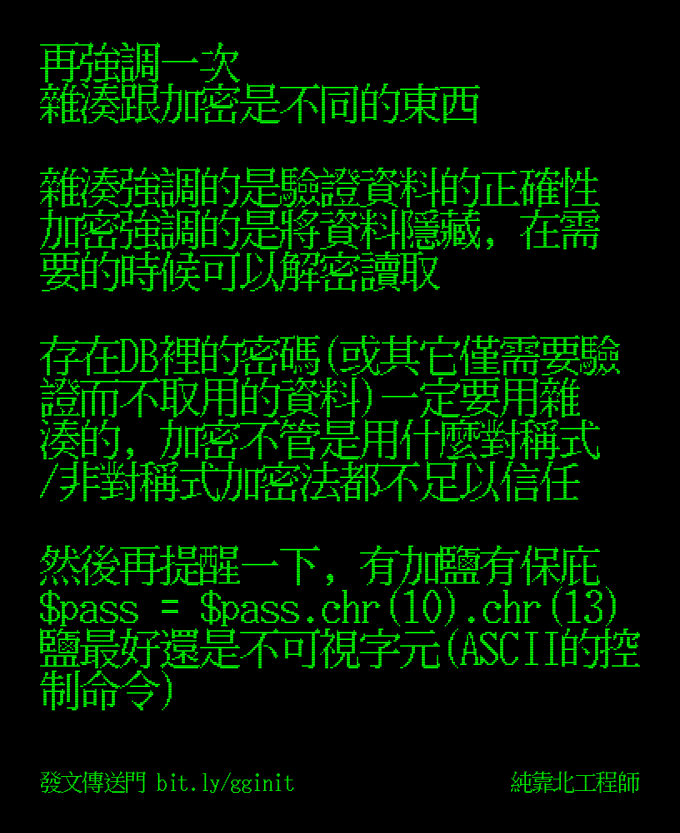 再強調一次
雜湊跟加密是不同的東西
雜湊強調的是驗證資料的正確性
加密強調的是將資料隱藏, 在需
要的時候可以解密讀取
存在DB裡的密碼(或其它僅需要驗
證而不取用的資料)一定要用雜
湊的, 加密不管是用什麼對稱式
/非對稱式加密法都不足以信任
然後再提醒一下, 有加鹽有保庇
$pass = $pass.chr(10).chr(13)
鹽最好還是不可視字元(ASCII的控
制命令)
發文傳送門 bit.ly/gginit
純靠北工程師